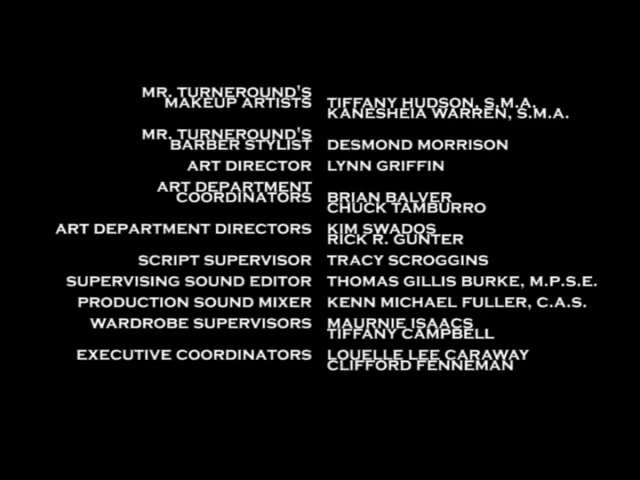 MR. TURNEROUND'S
MAKEUP ARTISTS TIFFANY HUDSON, S.M.A.
KANESHEIA WARREN, S.M.A.
MR. TURNEROUND'S
BARBER STYLIST DESMOND MORRISON
ART DIRECTOR LYNN GRIFFIN
ART DEPARTMENT
COORDINATORS BRIAN BALVER
CHUCK TAMBURRO
ART DEPARTMENT DIRECTORS KIM SWADOS
RICK R. GUNTER
SCRIPT SUPERVISOR TRACY SCROGGINS
SUPERVISING SOUND EDITOR THOMAS GILLIS BURKE, M.P.S.E.
PRODUCTION SOUND MIXER KENN MICHAEL FULLER, C.A.S.
WARDROBE SUPERVISORS MAURNIE ISAACS
TIFFANY CAMPBELL
EXECUTIVE COORDINATORS LOUELLE LEE CARAWAY
CLIFFORD FENNEMAN